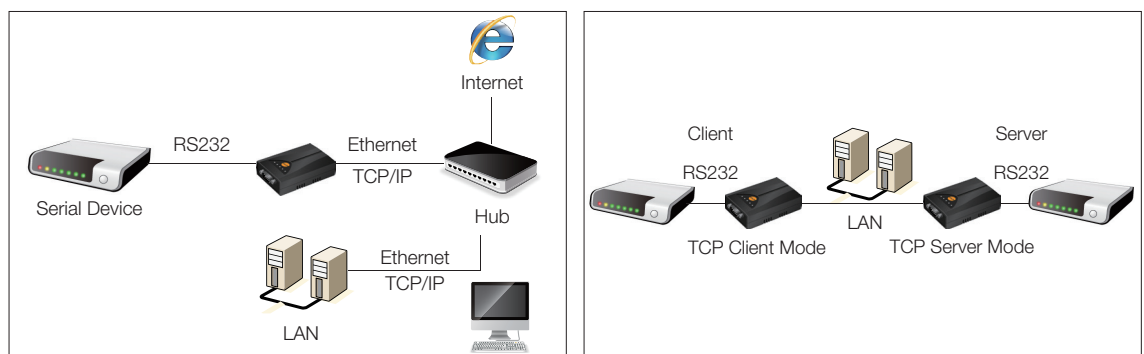 Internet
RS232
Ethernet
TCP/IP
Serial Device
Hub
Ethernet
TCP/IP
LAN
Client
Server
RS232
RS232
LAN
TCP Client Mode
TCP Server Mode